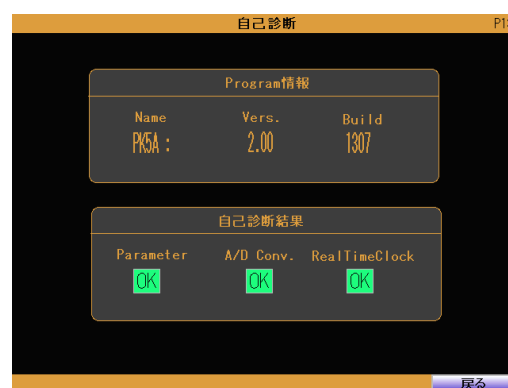 自己診断
Program情報
Name Vers. Build
PK5A : 2.00 1307
自己診断結果
Parameter A/D Conv. RealTimeClock
OK OK OK
戻る